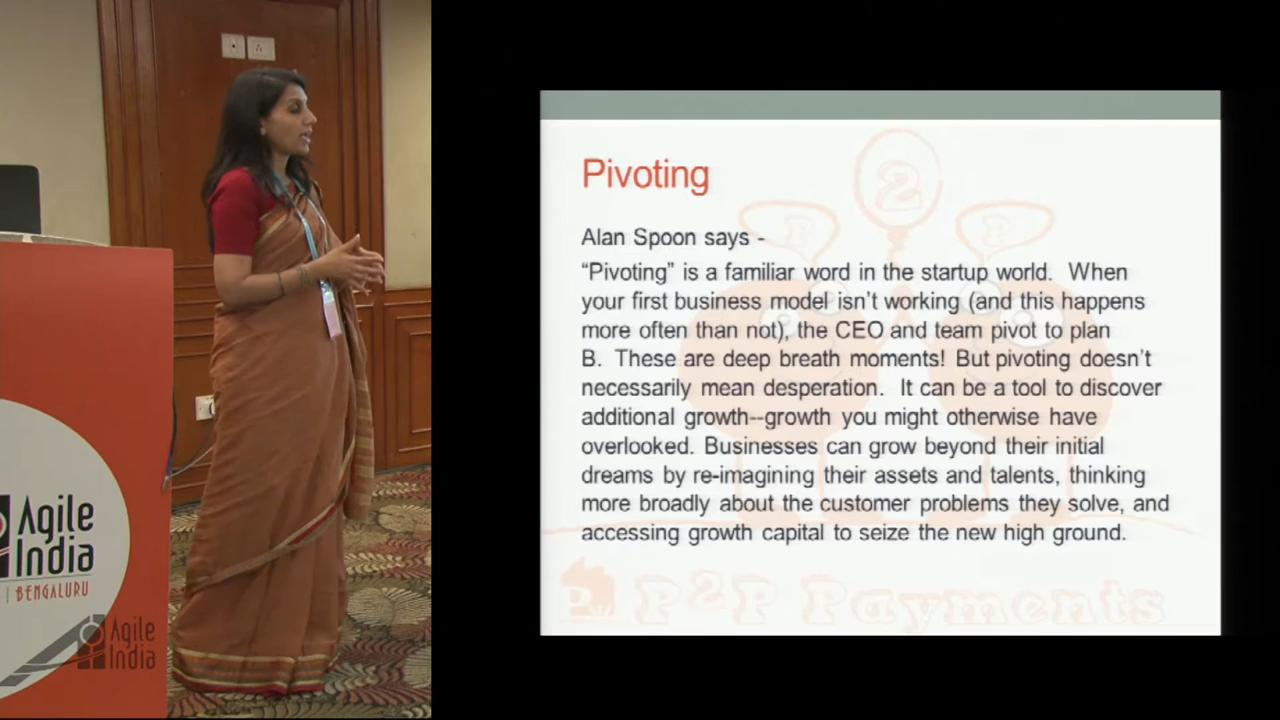 Pivoting
Alan Spoon says -
“Pivoting” is a familiar word in the startup world.  When
your first business model isn’t working (and this happens
more often than not), the CEO and team pivot to plan
B.  These are deep breath moments!  But pivoting doesn’t
necessarily mean desperation.  It can be a tool to discover
additional growth--growth you might otherwise have
overlooked. Businesses can grow beyond their initial
dreams by re-imagining their assets and talents, thinking
more broadly about the customer problems they solve, and
accessing growth capital to seize the new high ground.
2
P P
P P2P Payments
Agile
India
| BENGALURU
Agile
India